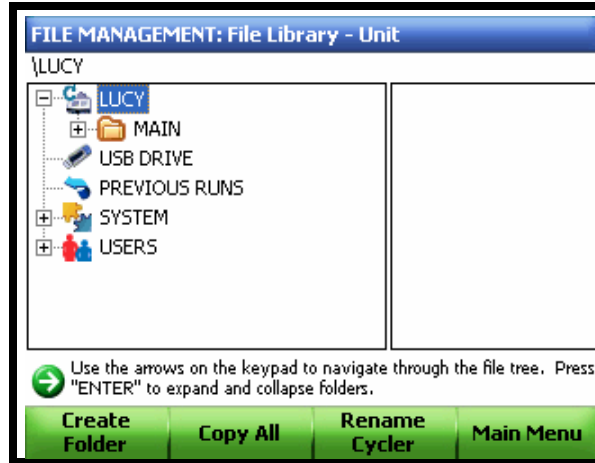 FILE MANAGEMENT: File Library - Unit
\LUCY
LUCY
MAIN
USB DRIVE
PREVIOUS RUNS
SYSTEM
USERS
Use the arrows on the keypad to navigate through the file tree. Press
"ENTER" to expand and collapse folders.
Create
Folder
Copy All
Rename
Cycler
Main Menu